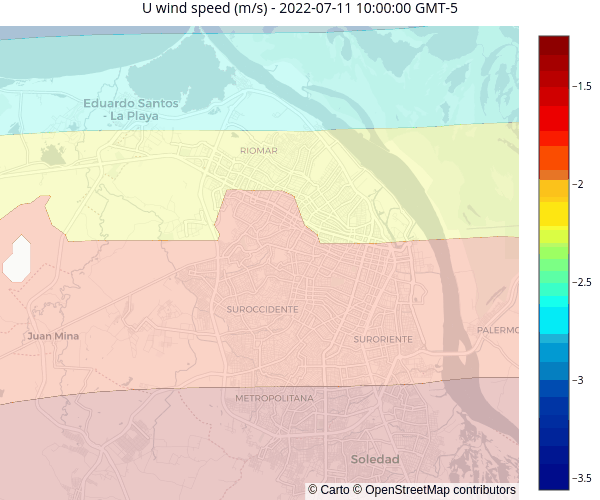 U wind speed (m/s) - 2022-07-11 10:00:00 GMT-5
Eduardo Santos
- La Playa
RIOMAR
SUROCCIDENTE
Juan Mina
SURORIENTE
PALERMO
METROPOLITANA
Soledad
© Carto © OpenStreetMap contributors
−1.5
−2
−2.5
−3
−3.5